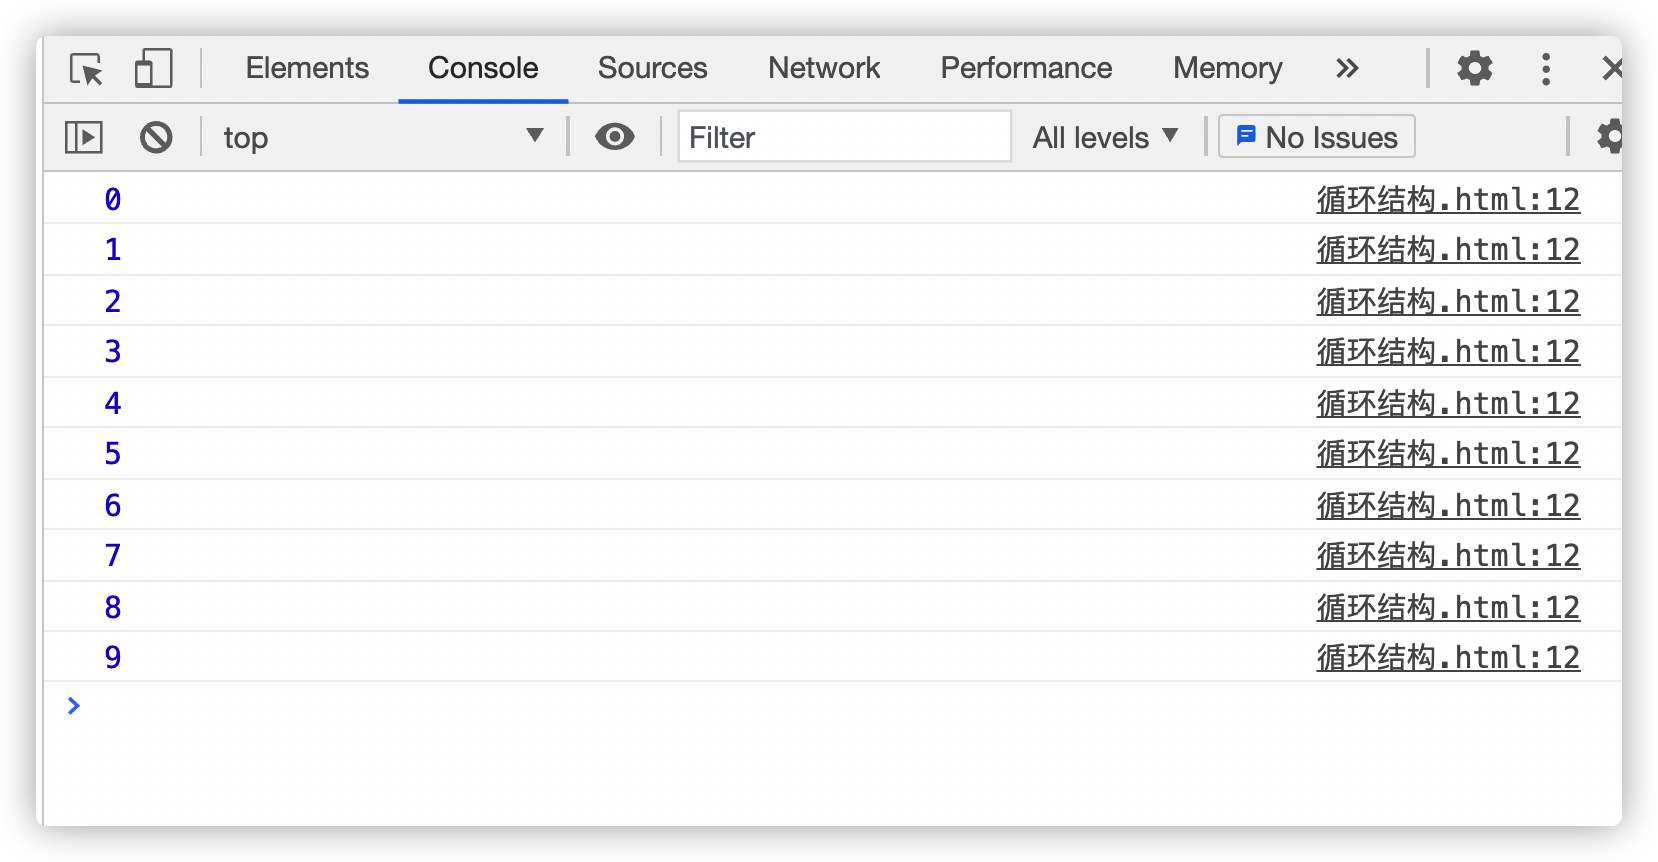 Elements Console Sources Network Performance Memory
top Filter All levels No Issues
0 循环结构.html:12
1 循环结构.html:12
2 循环结构.html:12
3 循环结构.html:12
4 循环结构.html:12
5 循环结构.html:12
6 循环结构.html:12
7 循环结构.html:12
8 循环结构.html:12
9 循环结构.html:12